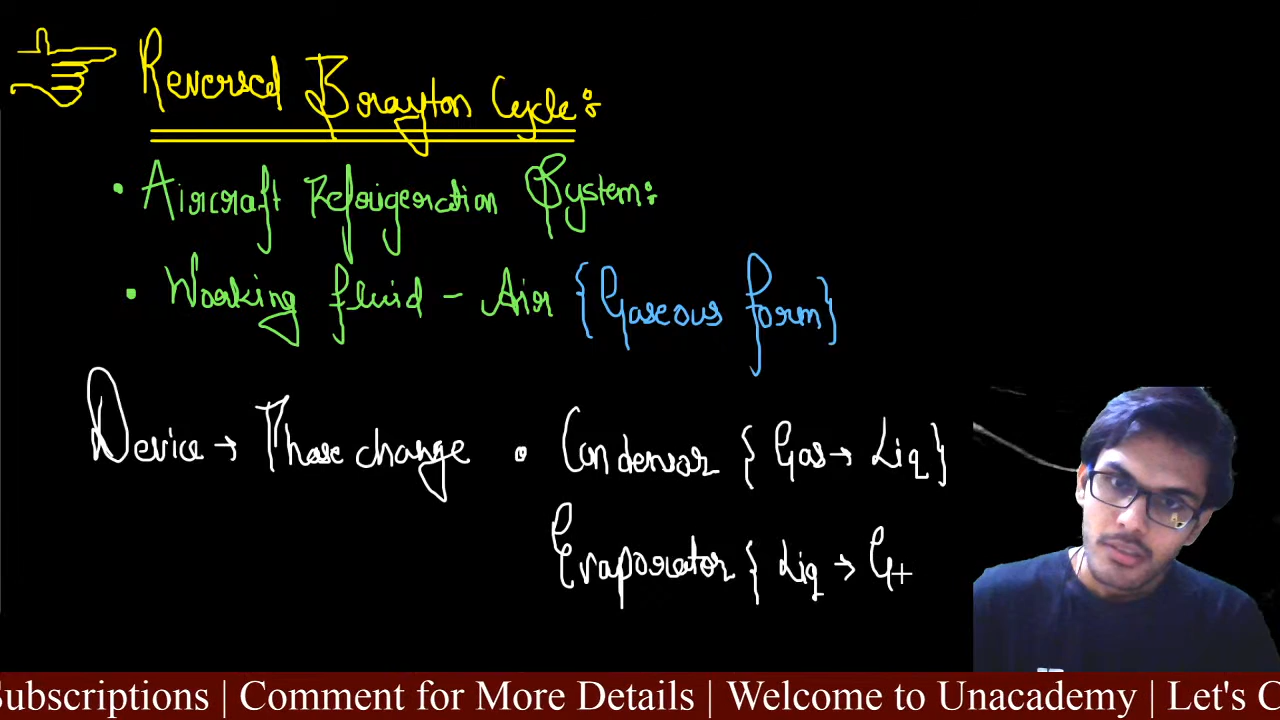 Reversed Brayton Cycle:
• Aircraft Refrigeration System:
• Working fluid - Air {Gaseous form}
Device → Phase change • Condensor { Gas → Liq}
Evaporator { Liq → G
Subscriptions | Comment for More Details | Welcome to Unacademy | Let's C